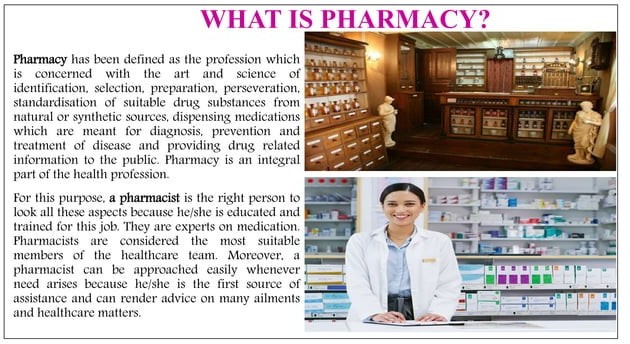 WHAT IS PHARMACY?
Pharmacy has been defined as the profession which
is concerned with the art and science of
identification, selection, preparation, perseveration,
standardisation of suitable drug substances from
natural or synthetic sources, dispensing medications
which are meant for diagnosis, prevention and
treatment of disease and providing drug related
information to the public. Pharmacy is an integral
part of the health profession.
For this purpose, a pharmacist is the right person to
look all these aspects because he/she is educated and
trained for this job. They are experts on medication.
Pharmacists are considered the most suitable
members of the healthcare team. Moreover, a
pharmacist can be approached easily whenever
need arises because he/she is the first source of
assistance and can render advice on many ailments
and healthcare matters.